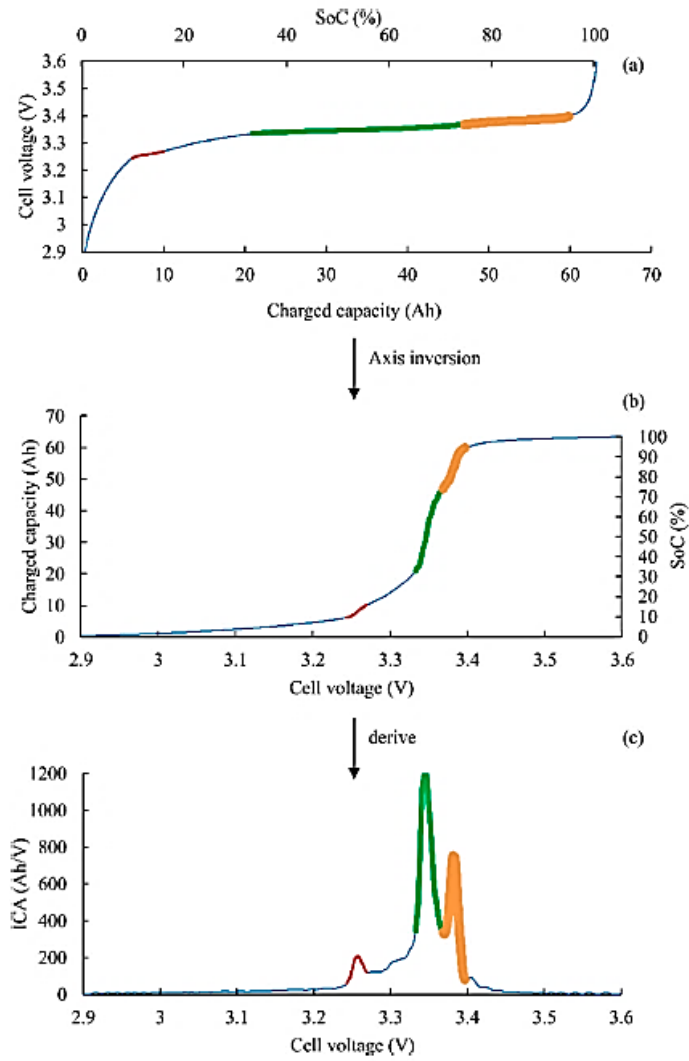 SoC (%)
0 20 40 60 80 100
(a)
3.6
3.5
3.4
3.3
3.2
3.1
3
2.9
Cell voltage (V)
0 10 20 30 40 50 60 70
Charged capacity (Ah)
Axis inversion
(b)
70
60
50
40
30
20
10
0
Charged capacity (Ah)
100
90
80
70
60
50
40
30
20
10
0
SoC (%)
2.9 3 3.1 3.2 3.3 3.4 3.5 3.6
Cell voltage (V)
derive
(c)
1200
1000
800
600
400
200
0
ICA (Ah/V)
2.9 3 3.1 3.2 3.3 3.4 3.5 3.6
Cell voltage (V)